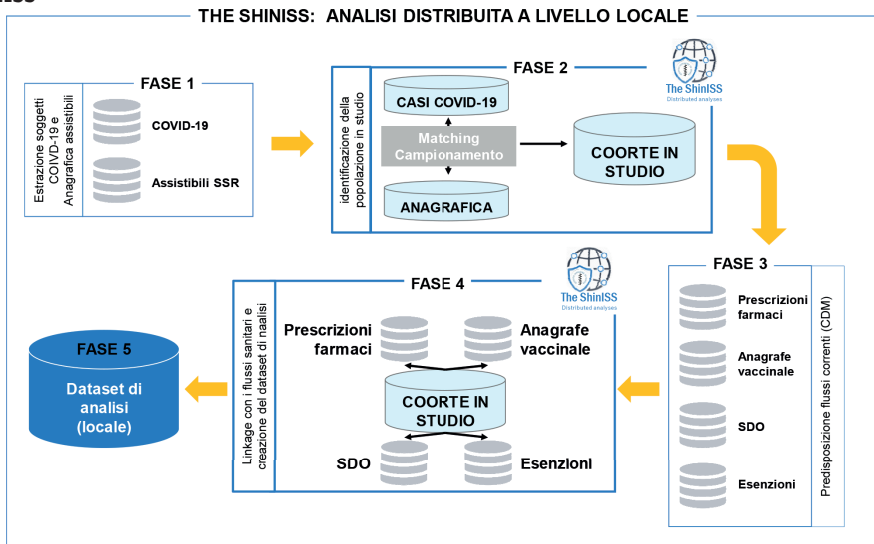 THE SHINISS: ANALISI DISTRIBUITA A LIVELLO LOCALE
FASE 1
Estrazione soggetti
COIVD-19 e
Anagrafica assistibili
COVID-19
Assistibili SSR
FASE 2
identificazione della
popolazione in studio
CASI COVID-19
Matching
Campionamento
ANAGRAFICA
COORTE IN
STUDIO
The ShinISS
Distributed analyses
FASE 3
Prescrizioni
farmaci
Anagrafe
vaccinale
SDO
Esenzioni
Predisposizione flussi correnti (CDM)
FASE 4
The ShinISS
Distributed analyses
Linkage con i flussi sanitari e
creazione del dataset di naalisi
Prescrizioni
farmaci
Anagrafe
vaccinale
COORTE IN
STUDIO
SDO
Esenzioni
FASE 5
Dataset di
analisi
(locale)